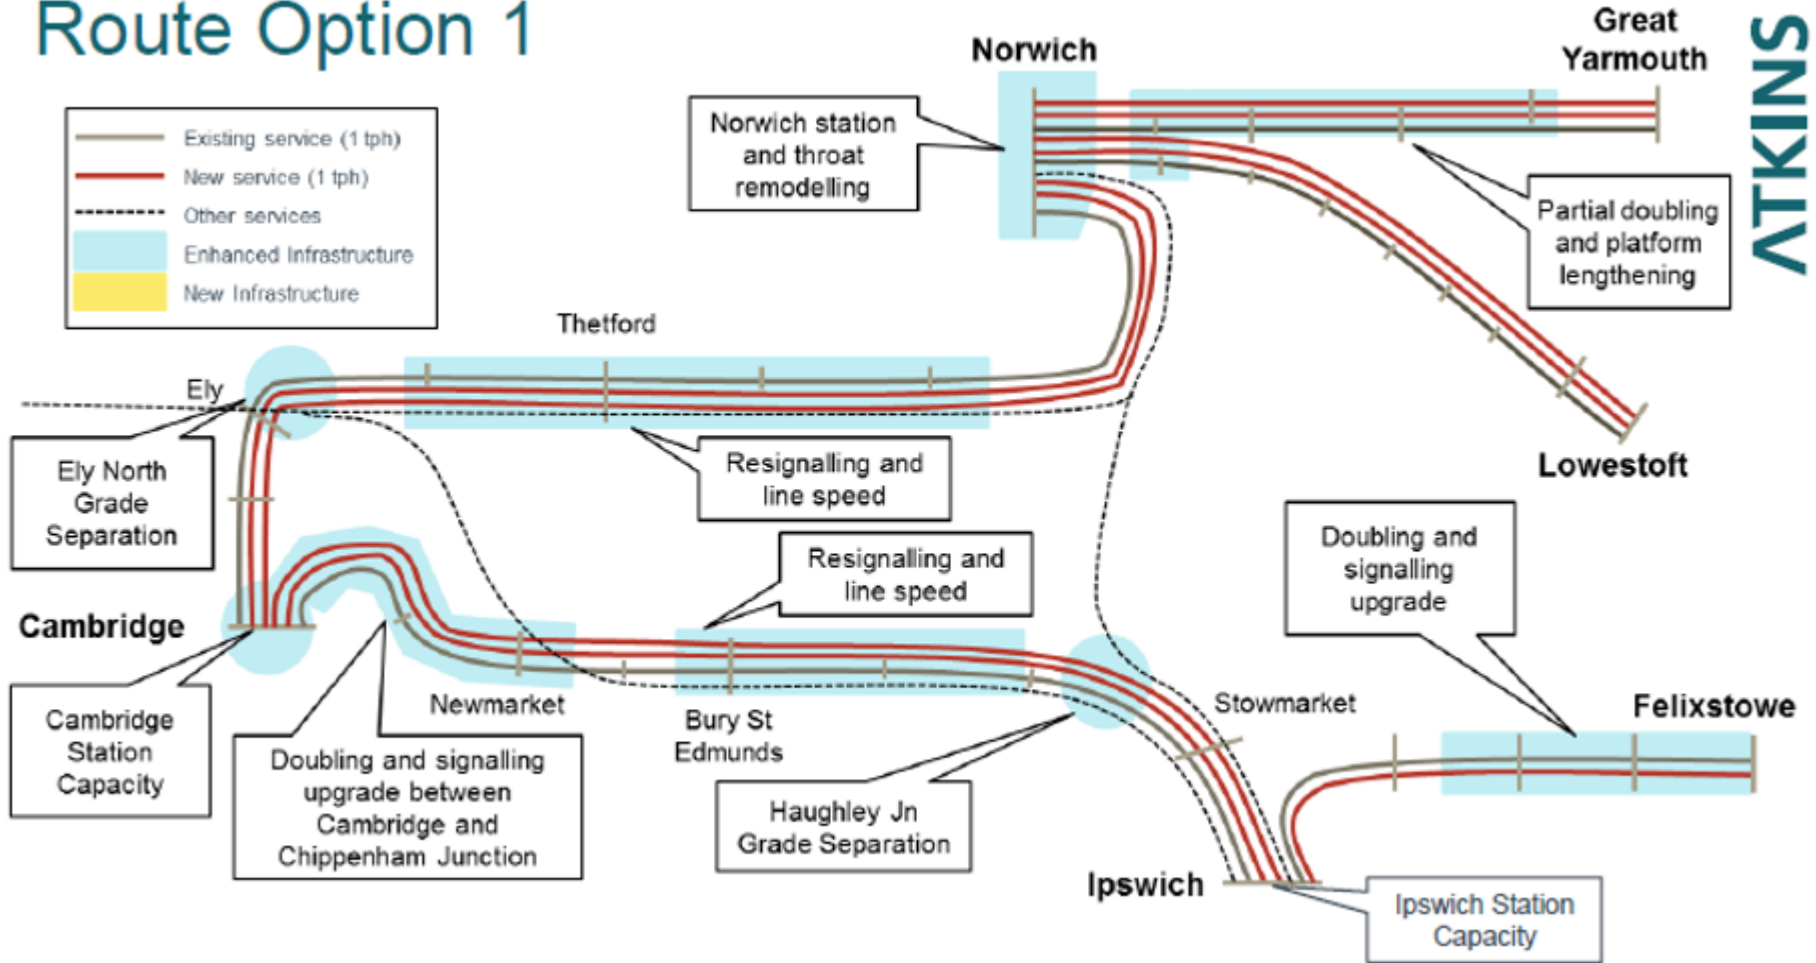 Route Option 1
Great
Yarmouth
ATKINS
Norwich
Existing service (1 tph)
New service (1 tph)
Other services
Enhanced Infrastructure
New Infrastructure
Norwich station
and throat
remodelling
Partial doubling
and platform
lengthening
Thetford
Ely
Lowestoft
Ely North
Grade
Separation
Resignalling and
line speed
Resignalling and
line speed
Doubling and
signalling
upgrade
Cambridge
Newmarket
Bury St
Edmunds
Stowmarket
Felixstowe
Cambridge
Station
Capacity
Doubling and signalling
upgrade between
Cambridge and
Chippenham Junction
Haughley Jn
Grade Separation
Ipswich
Ipswich Station
Capacity